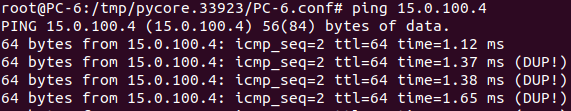 root@PC-6:/tmp/pycore.33923/PC-6.conf# ping 15.0.100.4
PING 15.0.100.4 (15.0.100.4) 56(84) bytes of data.
64 bytes from 15.0.100.4: icmp_seq=2 ttl=64 time=1.12 ms
64 bytes from 15.0.100.4: icmp_seq=2 ttl=64 time=1.37 ms (DUP!)
64 bytes from 15.0.100.4: icmp_seq=2 ttl=64 time=1.38 ms (DUP!)
64 bytes from 15.0.100.4: icmp_seq=2 ttl=64 time=1.65 ms (DUP!)